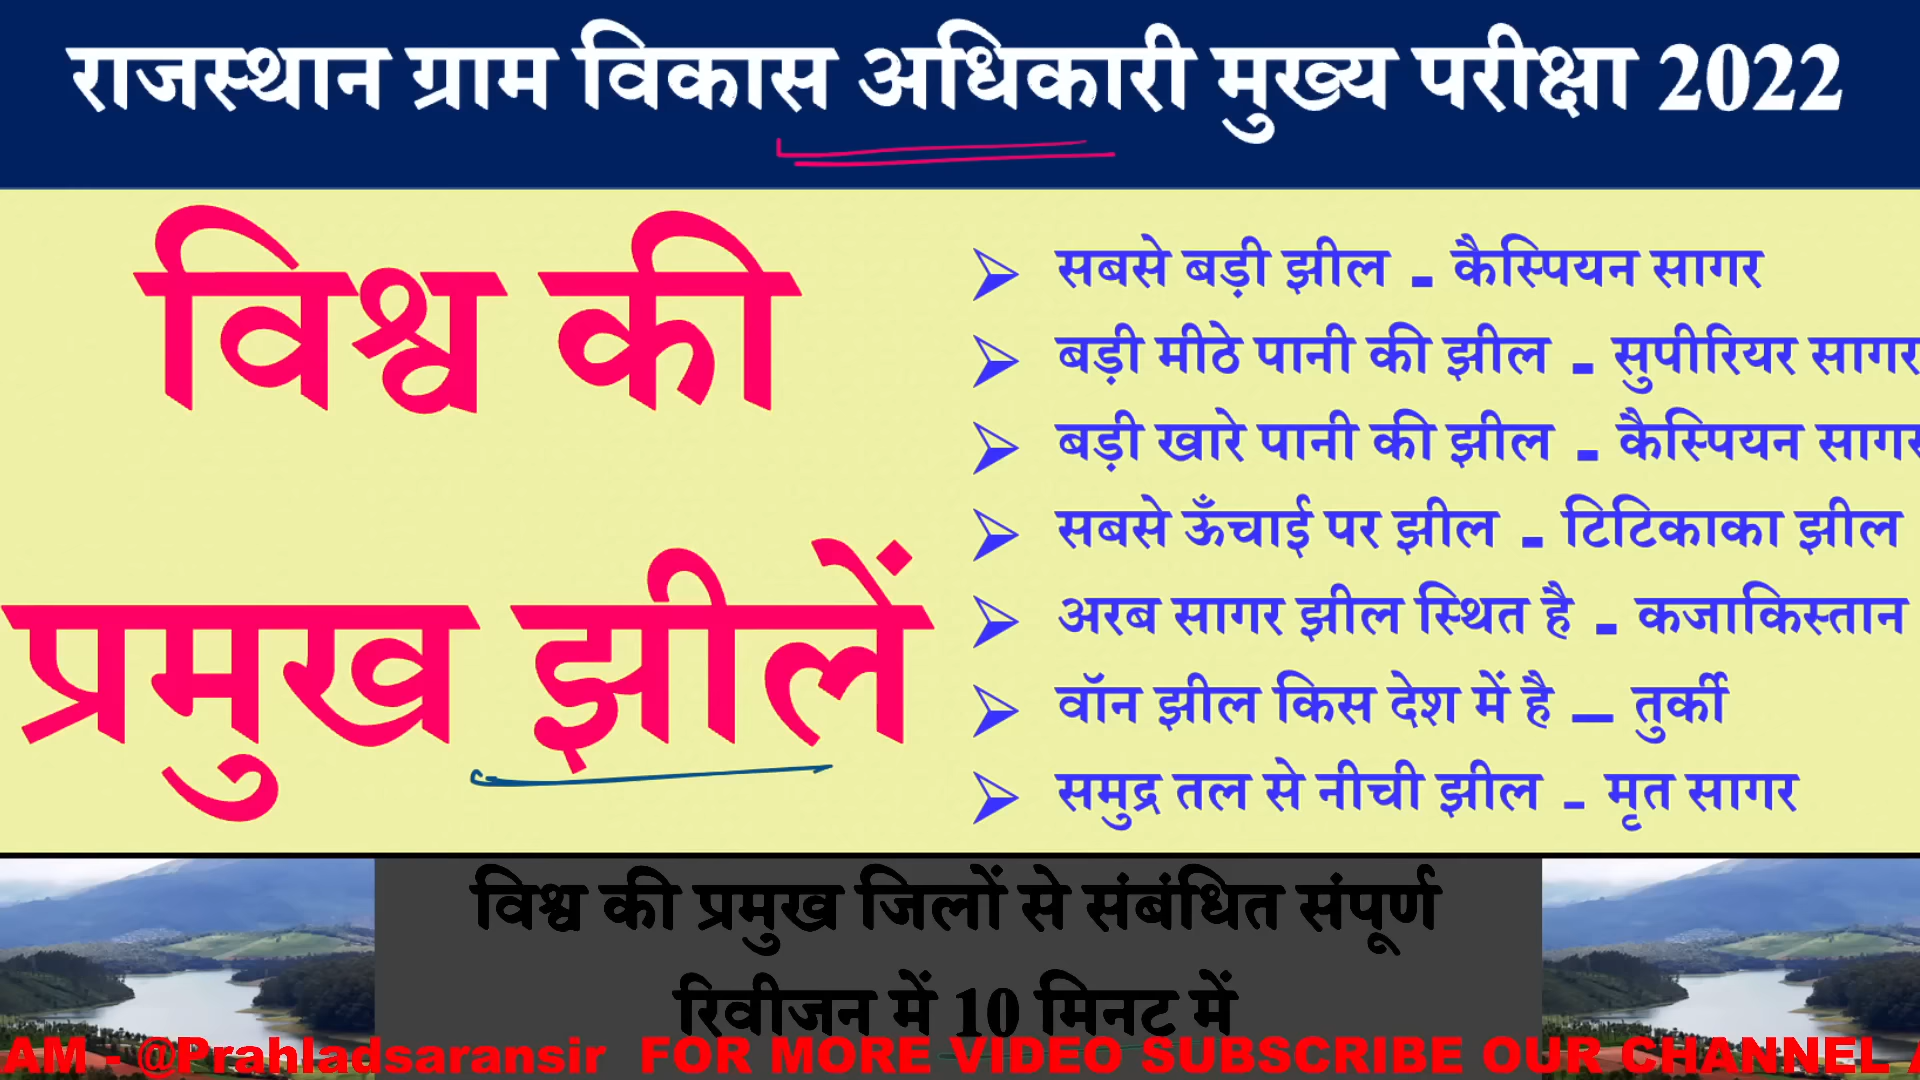 राजस्थान ग्राम विकास अधिकारी मुख्य परीक्षा 2022
विश्व की
प्रमुख झीलें
सबसे बड़ी झील - कैस्पियन सागर
बड़ी मीठे पानी की झील - सुपीरियर सागर
बड़ी खारे पानी की झील - कैस्पियन सागर
सबसे ऊँचाई पर झील - टिटिकाका झील
अरब सागर झील स्थित है - कजाकिस्तान
वॉन झील किस देश में है – तुर्की
समुद्र तल से नीची झील - मृत सागर
विश्व की प्रमुख जिलों से संबंधित संपूर्ण
रिवीजन में 10 मिनट में
AM - @Prahladsaransir FOR MORE VIDEO SUBSCRIBE OUR CHANNEL